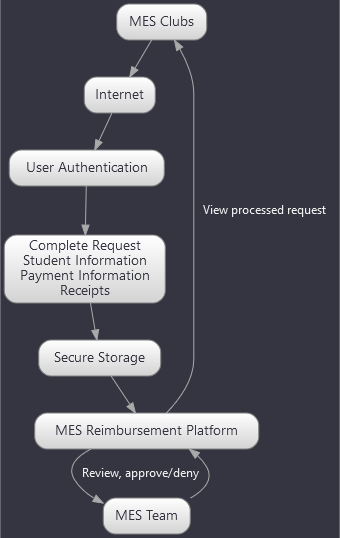 MES Clubs
Internet
User Authentication
View processed request
Complete Request
Student Information
Payment Information
Receipts
Secure Storage
MES Reimbursement Platform
Review, approve/deny
MES Team